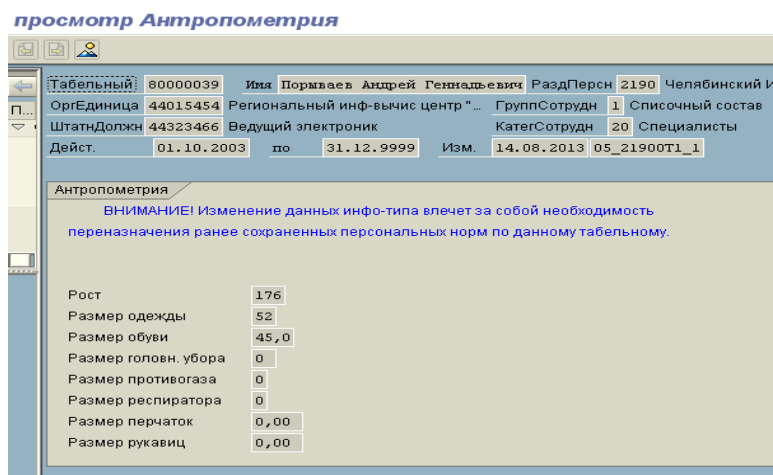 просмотр Антропометрия
Табельный 80000039 Имя Порываев Андрей Геннадьевич РаздПерсн 2190 Челябинский И
П... ОргЕдиница 44015454 Региональный инф-вычис центр "... ГруппСотрудн 1 Списочный состав
ШтатнДолжн 44323466 Ведущий электроник КатегСотрудн 20 Специалисты
Дейст. 01.10.2003 по 31.12.9999 Изм. 14.08.2013 05_21900T1_1
Антропометрия
ВНИМАНИЕ! Изменение данных инфо-типа влечет за собой необходимость
переназначения ранее сохраненных персональных норм по данному табельному.
Рост 176
Размер одежды 52
Размер обуви 45,0
Размер головн. убора 0
Размер противогаза 0
Размер респиратора 0
Размер перчаток 0,00
Размер рукавиц 0,00